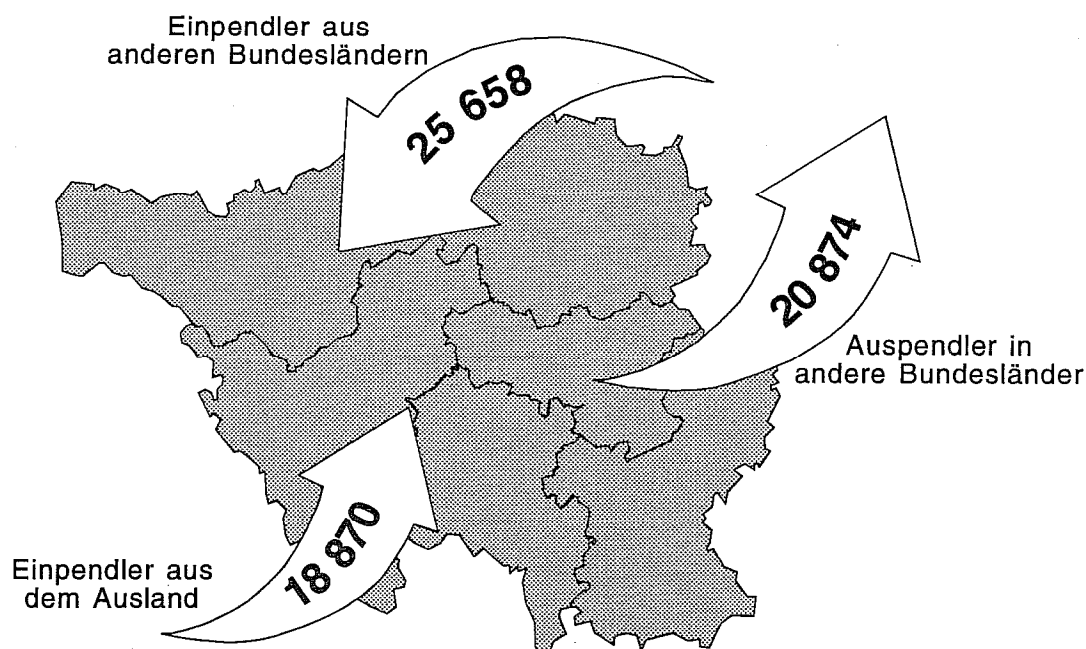 Einpendler aus
anderen Bundesländern
25 658
20 874
Auspendler in
andere Bundesländer
18 870
Einpendler aus
dem Ausland